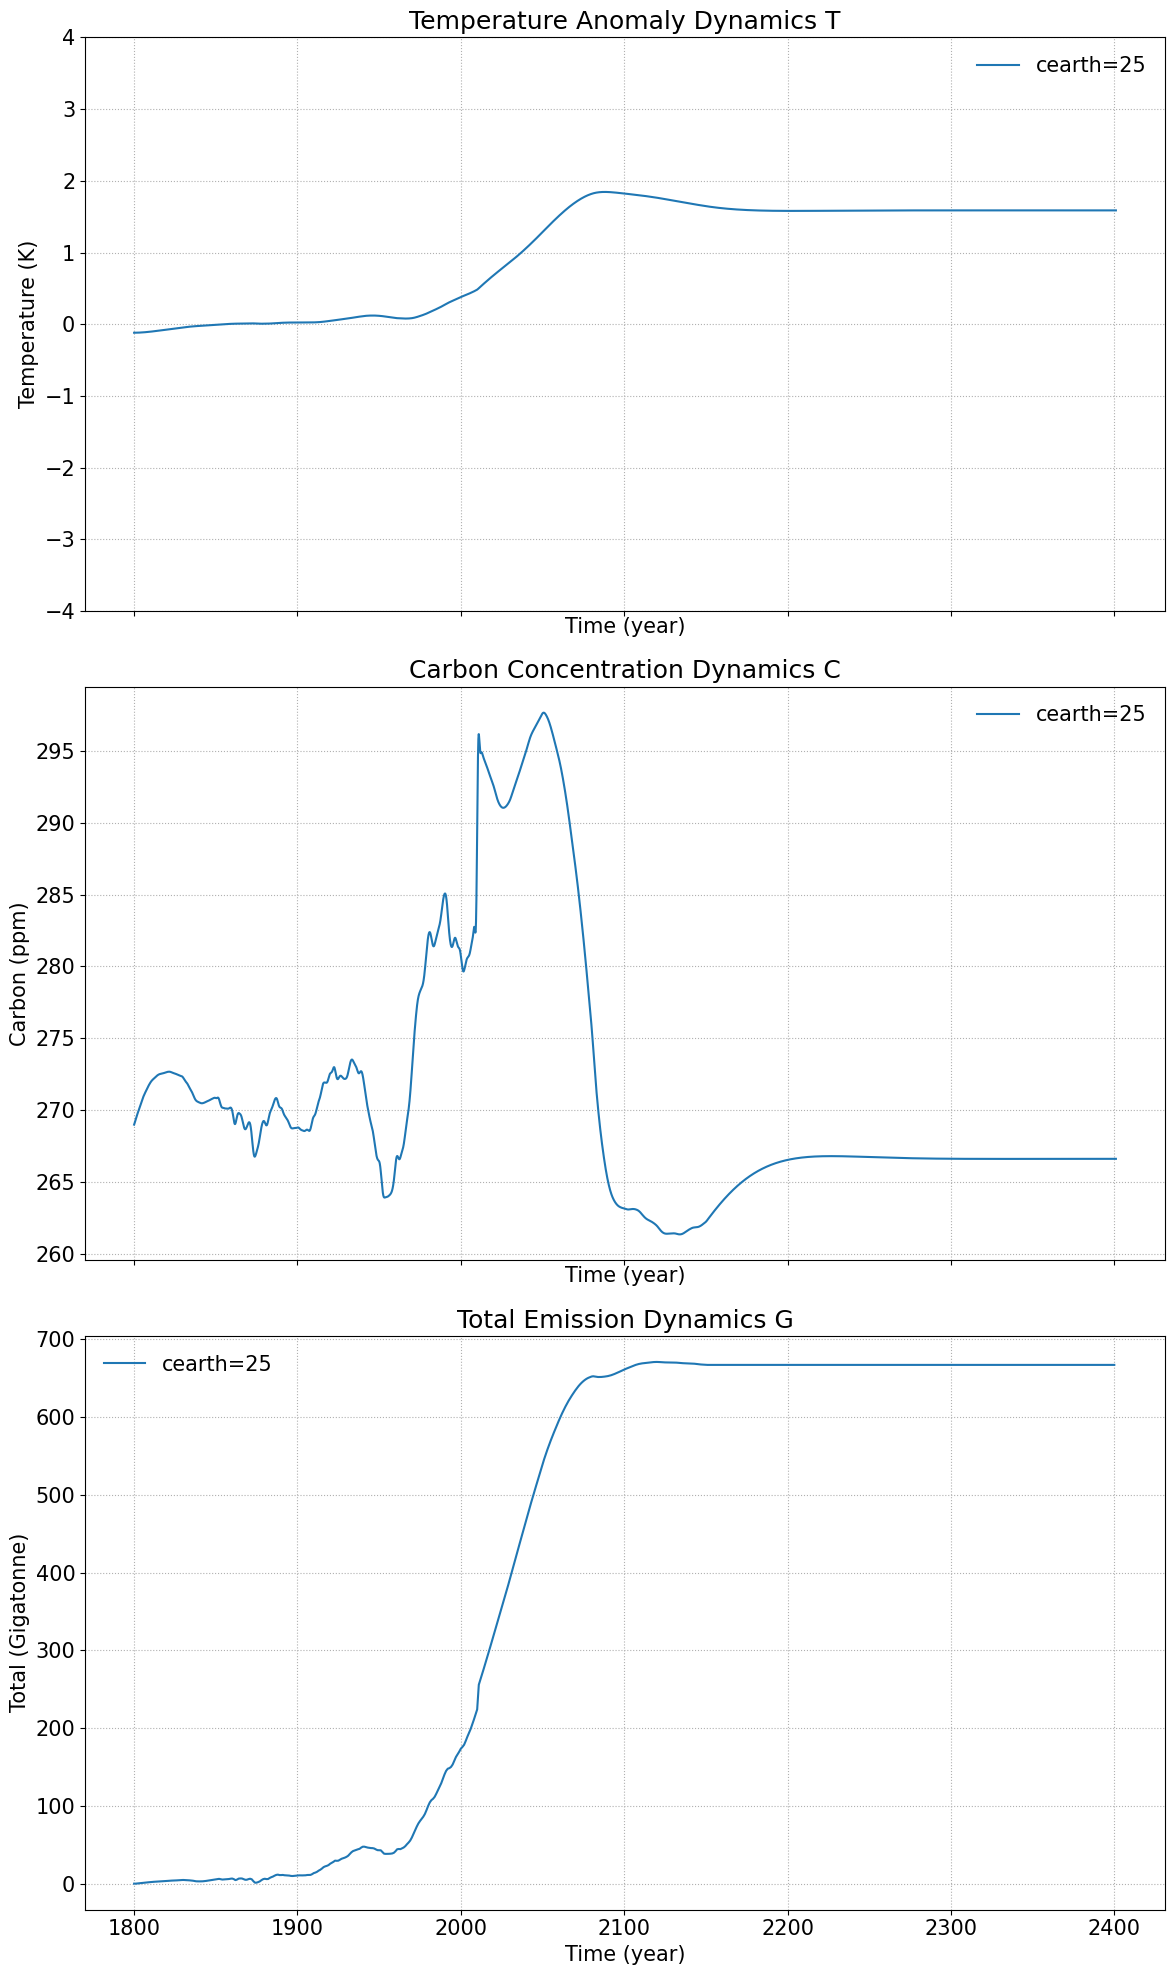 Temperature Anomaly Dynamics T
cearth=25
4
3
2
1
0
−1
−2
−3
−4
Temperature (K)
Time (year)
Carbon Concentration Dynamics C
cearth=25
295
290
285
280
275
270
265
260
Carbon (ppm)
Time (year)
Total Emission Dynamics G
cearth=25
700
600
500
400
300
200
100
0
Total (Gigatonne)
1800 1900 2000 2100 2200 2300 2400
Time (year)